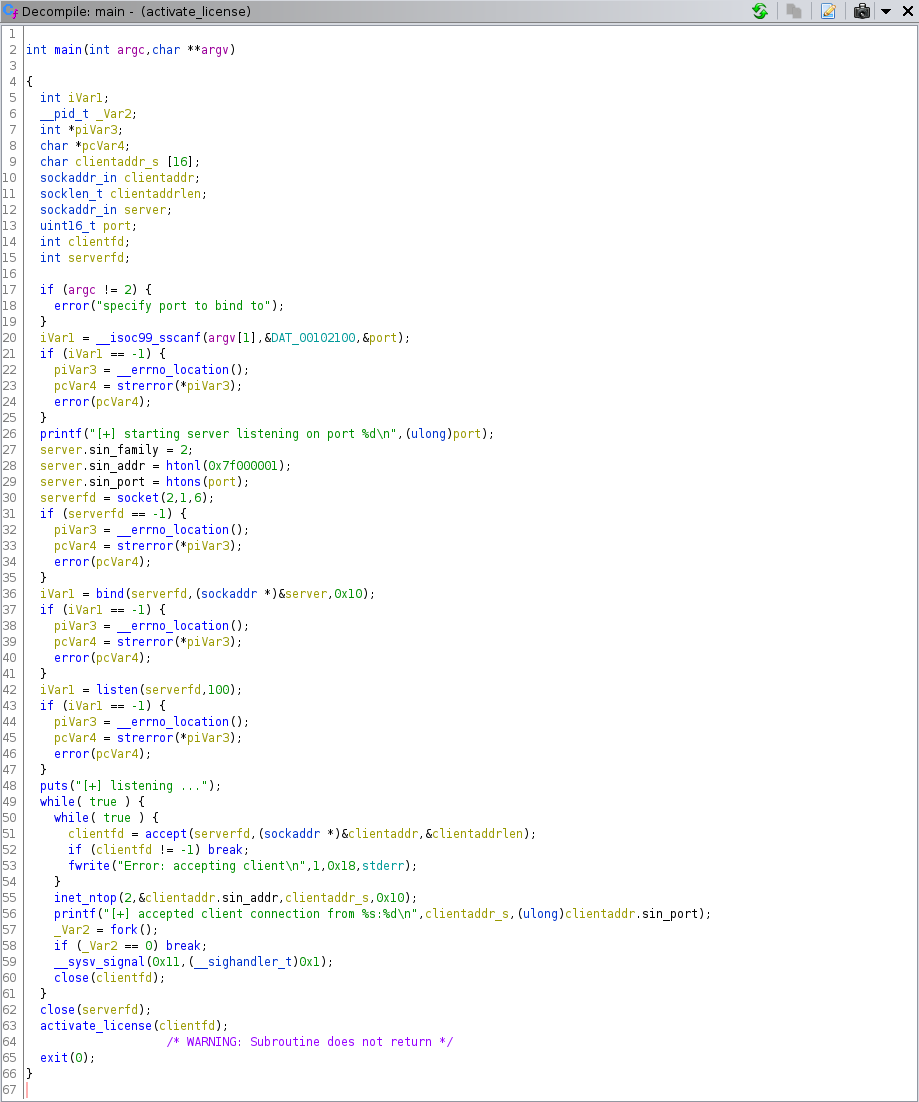 Decompile: main - (activate_license)
1
2 int main(int argc,char **argv)
3
4 {
5 int iVar1;
6 __pid_t _Var2;
7 int *piVar3;
8 char *pcVar4;
9 char clientaddr_s [16];
10 sockaddr_in clientaddr;
11 socklen_t clientaddrlen;
12 sockaddr_in server;
13 uint16_t port;
14 int clientfd;
15 int serverfd;
16
17 if (argc != 2) {
18 error("specify port to bind to");
19 }
20 iVar1 = __isoc99_sscanf(argv[1],&DAT_00102100,&port);
21 if (iVar1 == -1) {
22 piVar3 = __errno_location();
23 pcVar4 = strerror(*piVar3);
24 error(pcVar4);
25 }
26 printf("[+] starting server listening on port %d\n",(ulong)port);
27 server.sin_family = 2;
28 server.sin_addr = htonl(0x7f000001);
29 server.sin_port = htons(port);
30 serverfd = socket(2,1,6);
31 if (serverfd == -1) {
32 piVar3 = __errno_location();
33 pcVar4 = strerror(*piVar3);
34 error(pcVar4);
35 }
36 iVar1 = bind(serverfd,(sockaddr *)&server,0x10);
37 if (iVar1 == -1) {
38 piVar3 = __errno_location();
39 pcVar4 = strerror(*piVar3);
40 error(pcVar4);
41 }
42 iVar1 = listen(serverfd,100);
43 if (iVar1 == -1) {
44 piVar3 = __errno_location();
45 pcVar4 = strerror(*piVar3);
46 error(pcVar4);
47 }
48 puts("[+] listening ...");
49 while( true ) {
50 while( true ) {
51 clientfd = accept(serverfd,(sockaddr *)&clientaddr,&clientaddrlen);
52 if (clientfd != -1) break;
53 fwrite("Error: accepting client\n",1,0x18,stderr);
54 }
55 inet_ntop(2,&clientaddr.sin_addr,clientaddr_s,0x10);
56 printf("[+] accepted client connection from %s:%d\n",clientaddr_s,(ulong)clientaddr.sin_port);
57 _Var2 = fork();
58 if (_Var2 == 0) break;
59 __sysv_signal(0x11,(__sighandler_t)0x1);
60 close(clientfd);
61 }
62 close(serverfd);
63 activate_license(clientfd);
64 /* WARNING: Subroutine does not return */
65 exit(0);
66 }
67